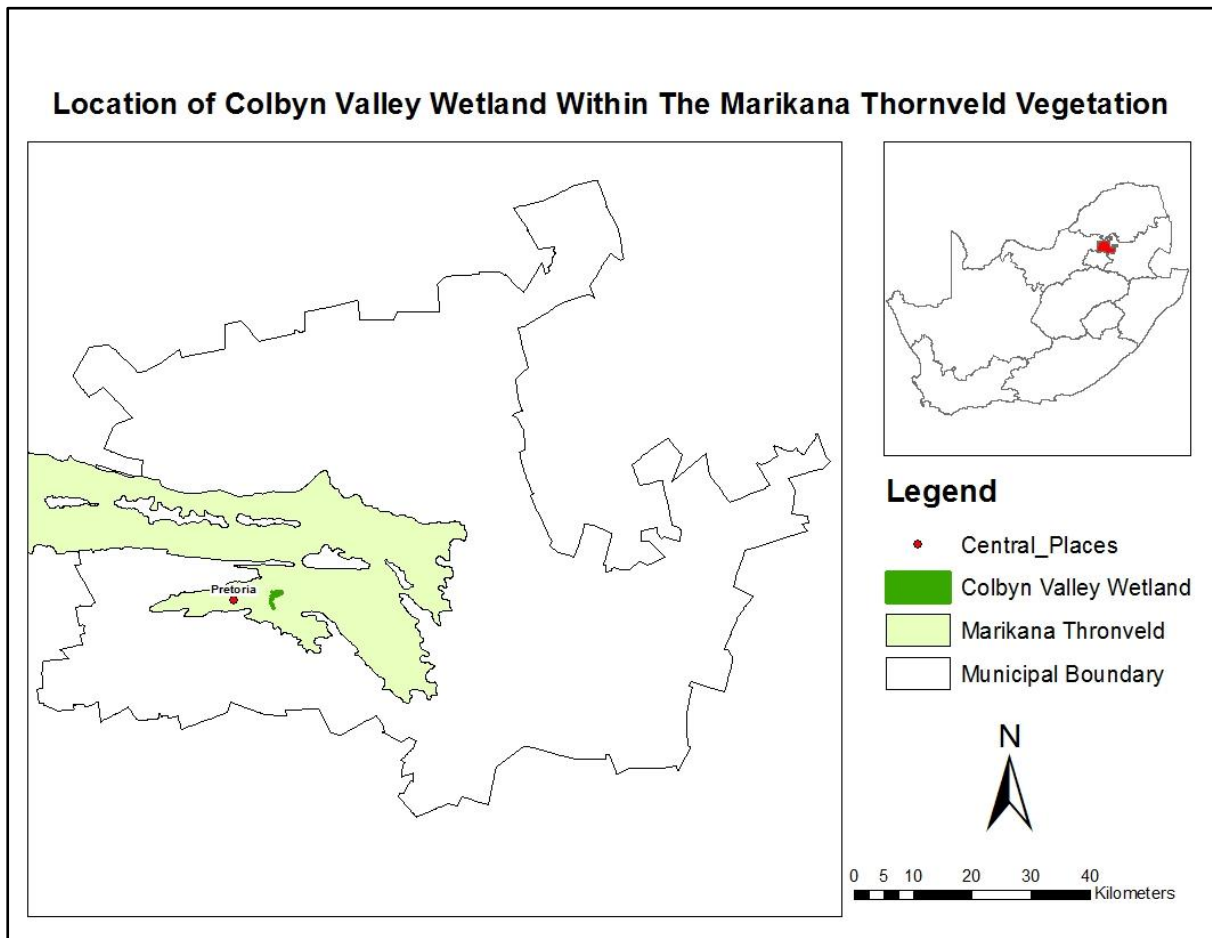 Location of Colbyn Valley Wetland Within The Marikana Thornveld Vegetation
Pretoria
Legend
Central_Places
Colbyn Valley Wetland
Marikana Thronveld
Municipal Boundary
N
0 5 10 20 30 40
Kilometers